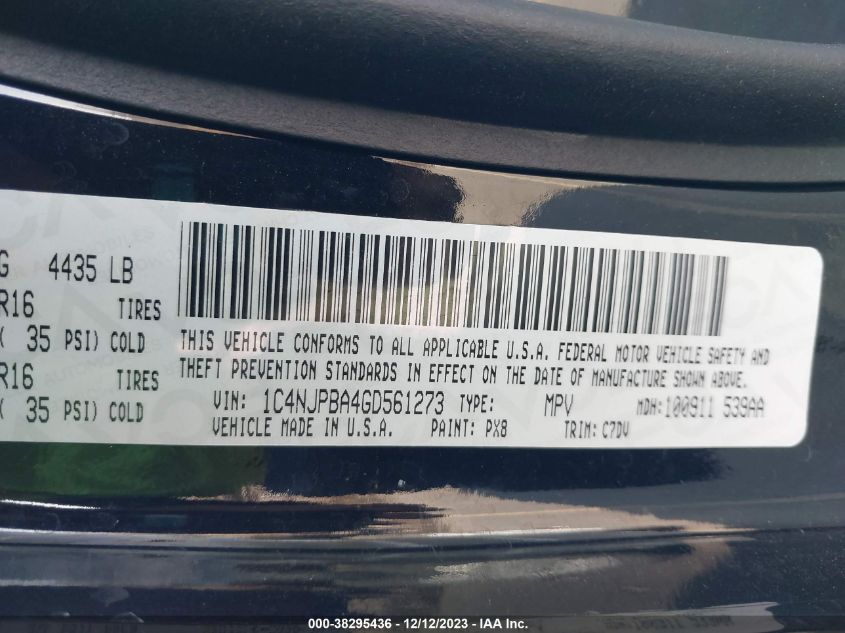 G 4435 LB
R16 TIRES
( 35 PSI) COLD
R16 TIRES
( 35 PSI) COLD
THIS VEHICLE CONFORMS TO ALL APPLICABLE U.S.A. FEDERAL MOTOR VEHICLE SAFETY AND
THEFT PREVENTION STANDARDS IN EFFECT ON THE DATE OF MANUFACTURE SHOWN ABOVE.
VIN: 1C4NJPBA4GD561273 TYPE: MPV MDH:100911 539AA
VEHICLE MADE IN U.S.A. PAINT: PX8 TRIM: C7DV
000-38295436 - 12/12/2023 - IAA Inc.